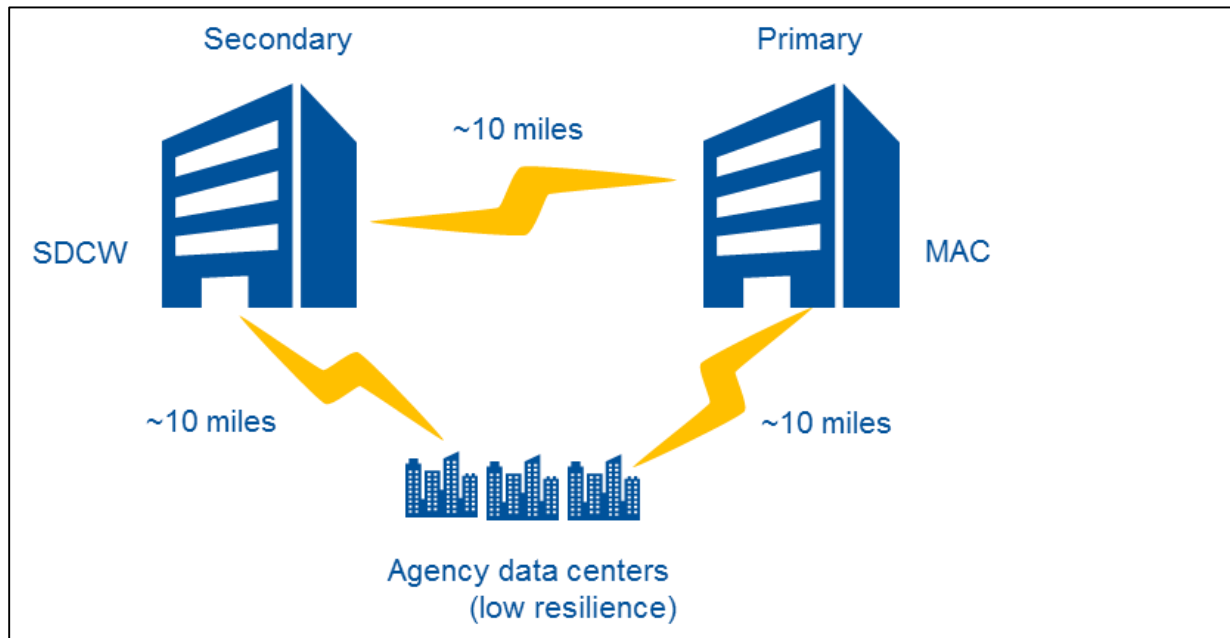 Secondary
Primary
~10 miles
SDCW
MAC
~10 miles
~10 miles
Agency data centers
(low resilience)